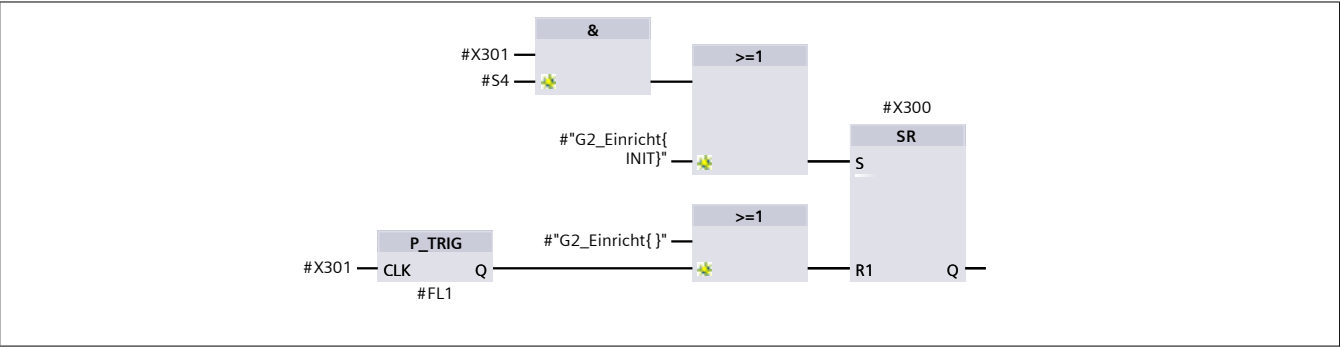 &
#X301
#S4
>=1
#"G2_Einricht{
INIT}"
#X300
SR
S
>=1
#"G2_Einricht{ }"
P_TRIG
#X301
CLK
Q
#FL1
R1
Q